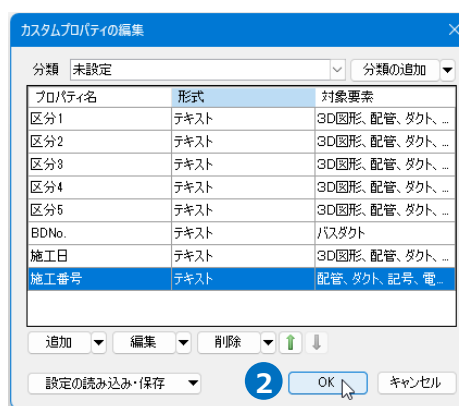 カスタムプロパティの編集
分類 未設定 分類の追加
プロパティ名 形式 対象要素
区分1 テキスト 3D図形、配管、ダクト、...
区分2 テキスト 3D図形、配管、ダクト、...
区分3 テキスト 3D図形、配管、ダクト、...
区分4 テキスト 3D図形、配管、ダクト、...
区分5 テキスト 3D図形、配管、ダクト、...
BDNo. テキスト バスダクト
施工日 テキスト 3D図形、配管、ダクト、...
施工番号 テキスト 配管、ダクト、記号、電...
追加 編集 削除
設定の読み込み・保存 2 OK キャンセル